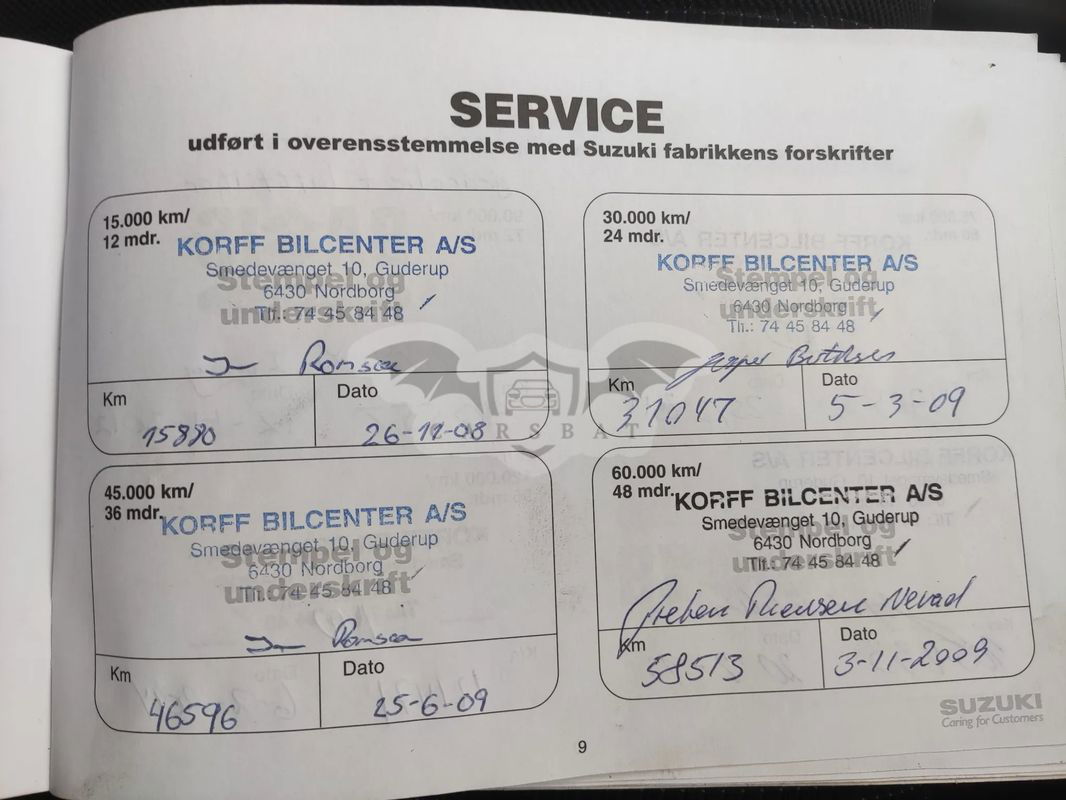 SERVICE
udført i overensstemmelse med Suzuki fabrikkens forskrifter
15.000 km/
12 mdr.
KORFF BILCENTER A/S
Smedevænget 10, Guderup
6430 Nordborg
Tlf.: 74 45 84 48
Stempel og
underskrift
Km
15880
Dato
26-11-08
30.000 km/
24 mdr.
KORFF BILCENTER A/S
Smedevænget 10, Guderup
6430 Nordborg
Tlf.: 74 45 84 48
Stempel og
underskrift
Jesper
Km
31047
Dato
5-3-09
45.000 km/
36 mdr.
KORFF BILCENTER A/S
Smedevænget 10, Guderup
6430 Nordborg
Tlf.: 74 45 84 48
Stempel og
underskrift
Km
46596
Dato
25-6-09
60.000 km/
48 mdr.
KORFF BILCENTER A/S
Smedevænget 10, Guderup
6430 Nordborg
Tlf.: 74 45 84 48
Stempel og
underskrift
Km
58513
Dato
3-11-2009
CARSBAT
SUZUKI
Caring for Customers
9